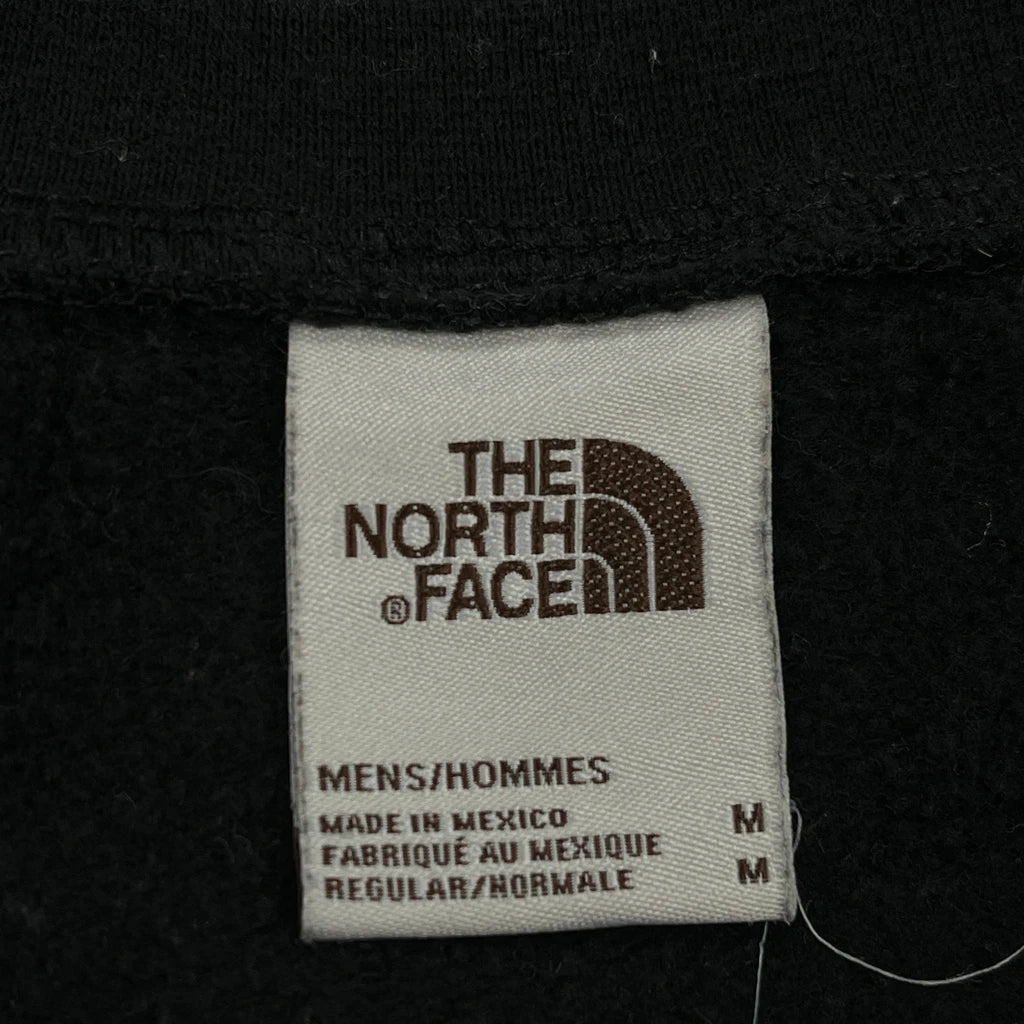 THE
NORTH
®FACE
MENS/HOMMES
MADE IN MEXICO M
FABRIQUÉ AU MEXIQUE
REGULAR/NORMALE M